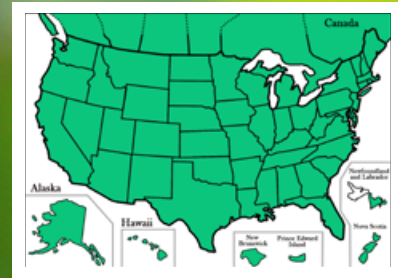 Canada
Newfoundland
and Labrador
Alaska
Hawaii
New
Brunswick
Prince Edward
Island
Nova Scotia